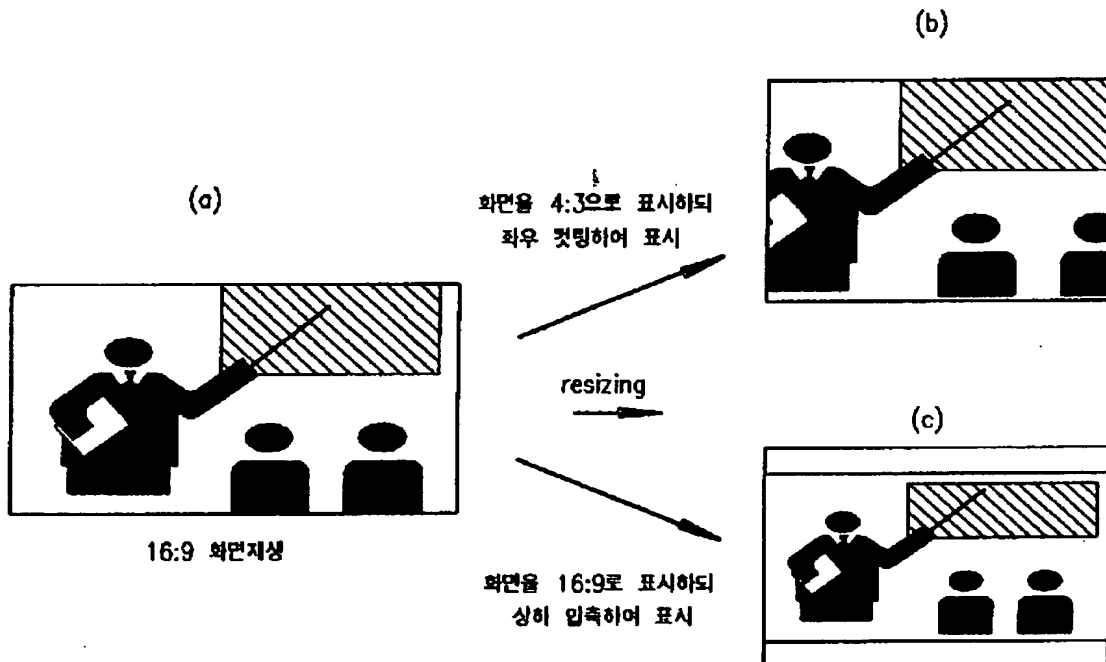 (b)
(a)
화면율 4:3으로 표시하되
좌우 컷팅하여 표시
resizing
(c)
16:9 화면재생
화면율 16:9로 표시하되
상하 압축하여 표시